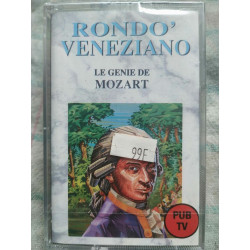 RONDO'
VENEZIANO
LE GENIE DE
MOZART
99F
PUB
TV